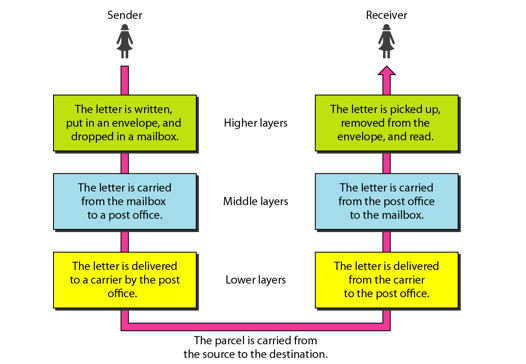 Sender
Receiver
The letter is written,
put in an envelope, and
dropped in a mailbox.
Higher layers
The letter is picked up,
removed from the
envelope, and read.
The letter is carried
from the mailbox
to a post office.
Middle layers
The letter is carried
from the post office
to the mailbox.
The letter is delivered
to a carrier by the post
office.
Lower layers
The letter is delivered
from the carrier
to the post office.
The parcel is carried from
the source to the destination.